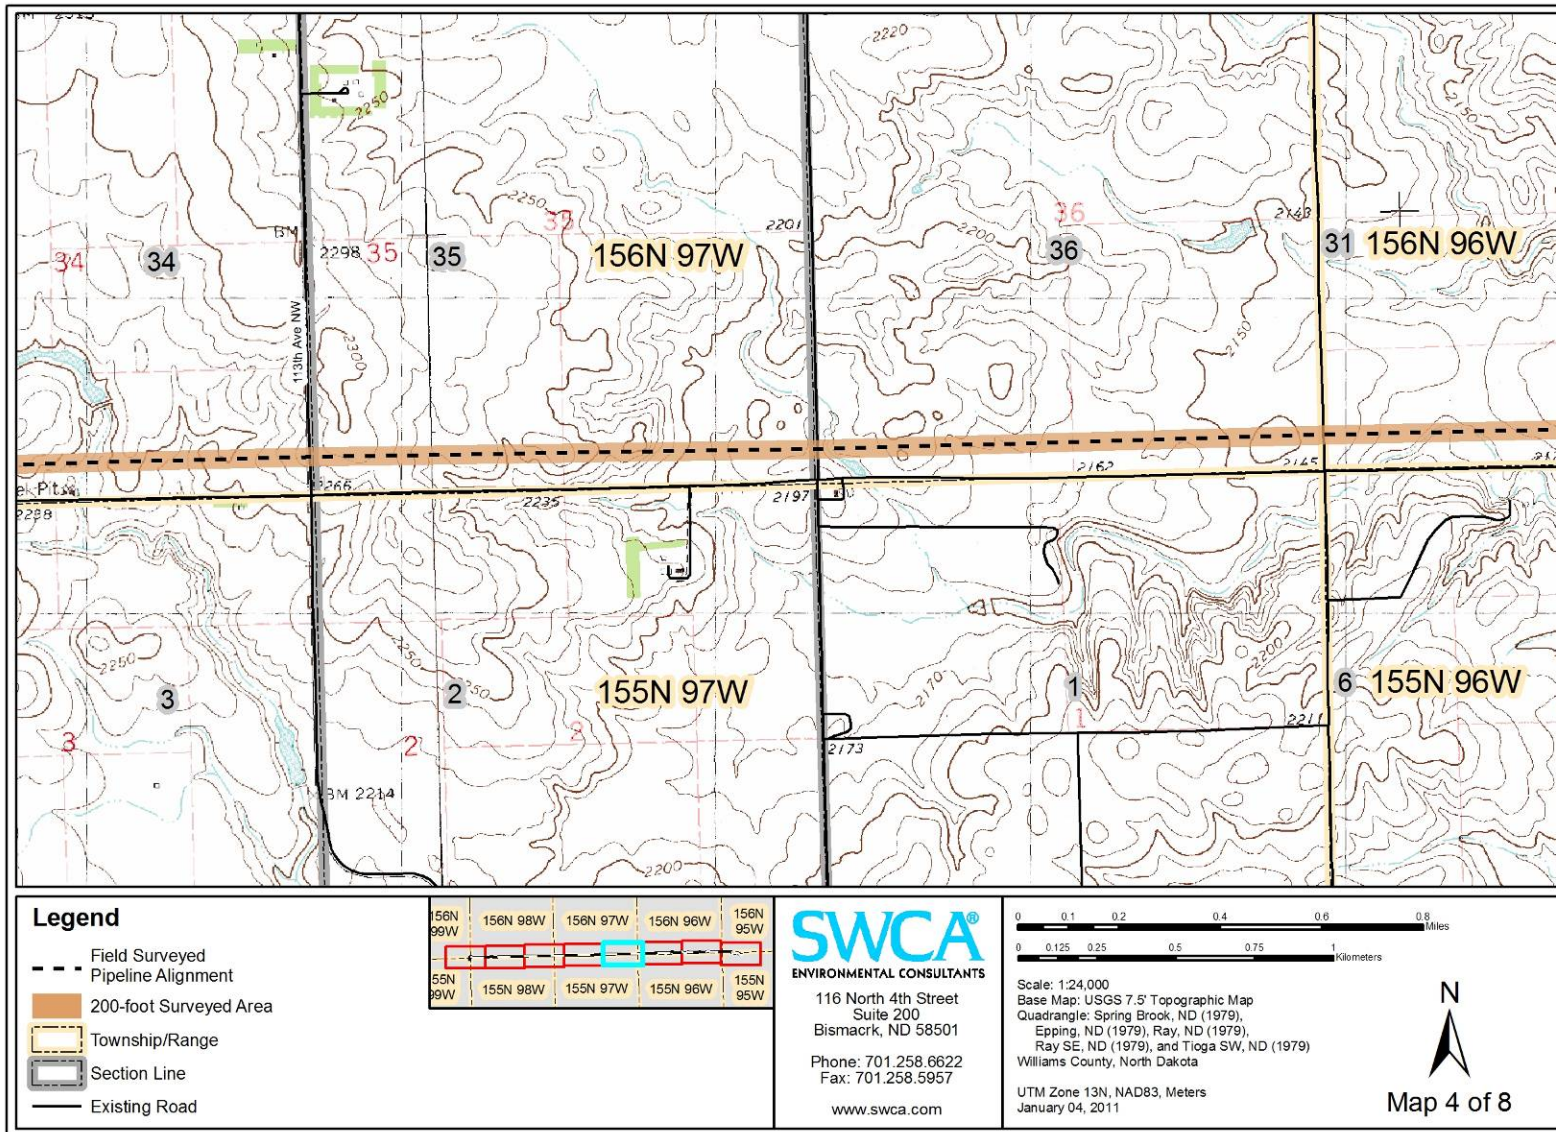 2220
2250
2150
BM
2298
34
34
35
35
2250
35
156N 97W
2201
36
36
2200
2143
31
156N 96W
113th Ave NW
2300
2150
2266
2235
2197
2162
2145
2288
2250
3
3
2250
2
2250
2
155N 97W
2170
2200
1
1
6
155N 96W
2211
2173
BM 2214
2200
Legend
Field Surveyed
Pipeline Alignment
200-foot Surveyed Area
Township/Range
Section Line
Existing Road
156N
99W
156N 98W
156N 97W
156N 96W
156N
95W
155N 98W
155N 97W
155N 96W
155N
95W
SWCA®
ENVIRONMENTAL CONSULTANTS
116 North 4th Street
Suite 200
Bismacrk, ND 58501
Phone: 701.258.6622
Fax: 701.258.5957
www.swca.com
0 0.1 0.2 0.4 0.6 0.8
Miles
0 0.125 0.25 0.5 0.75 1
Kilometers
Scale: 1:24,000
Base Map: USGS 7.5' Topographic Map
Quadrangle: Spring Brook, ND (1979),
Epping, ND (1979), Ray, ND (1979),
Ray SE, ND (1979), and Tioga SW, ND (1979)
Williams County, North Dakota
UTM Zone 13N, NAD83, Meters
January 04, 2011
N
Map 4 of 8